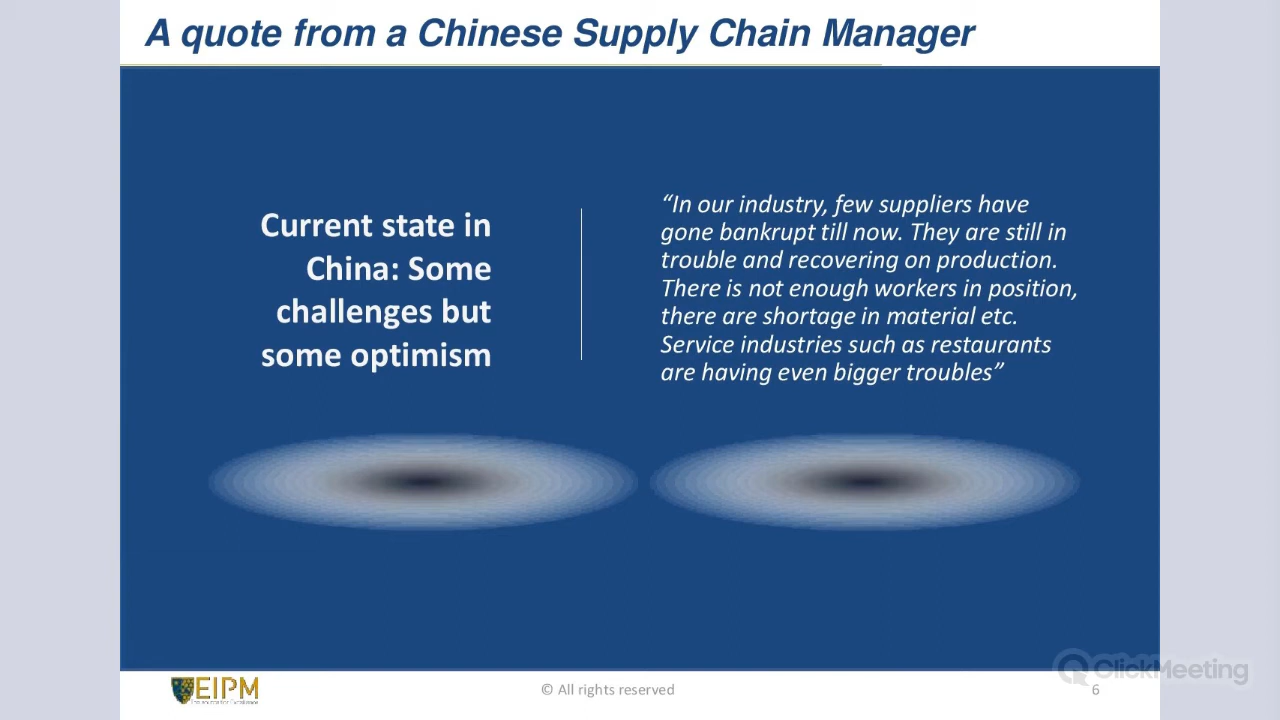 A quote from a Chinese Supply Chain Manager
Current state in
China: Some
challenges but
some optimism
“In our industry, few suppliers have
gone bankrupt till now. They are still in
trouble and recovering on production.
There is not enough workers in position,
there are shortage in material etc.
Service industries such as restaurants
are having even bigger troubles”
EIPM
© All rights reserved
6
ClickMeeting